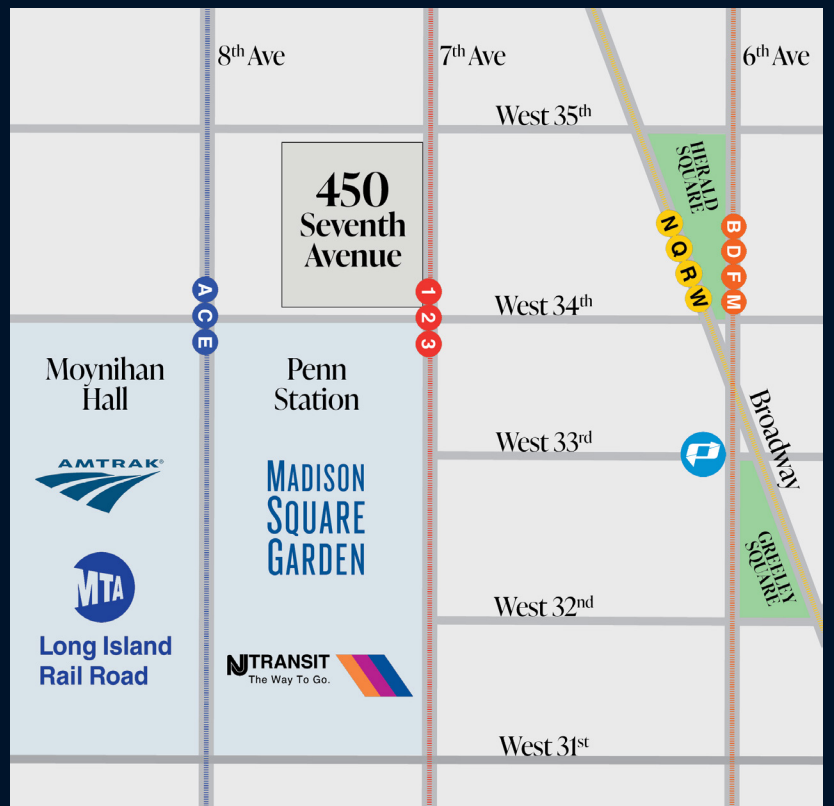 8th Ave
7th Ave
6th Ave
West 35th
HERALD
SQUARE
450
Seventh
Avenue
N
Q
R
W
B
D
F
M
A
C
E
1
2
3
West 34th
Moynihan
Hall
Penn
Station
Broadway
West 33rd
AMTRAK®
MADISON
SQUARE
GARDEN
GREELEY
SQUARE
MTA
West 32nd
Long Island
Rail Road
NJ TRANSIT
The Way To Go.
West 31st